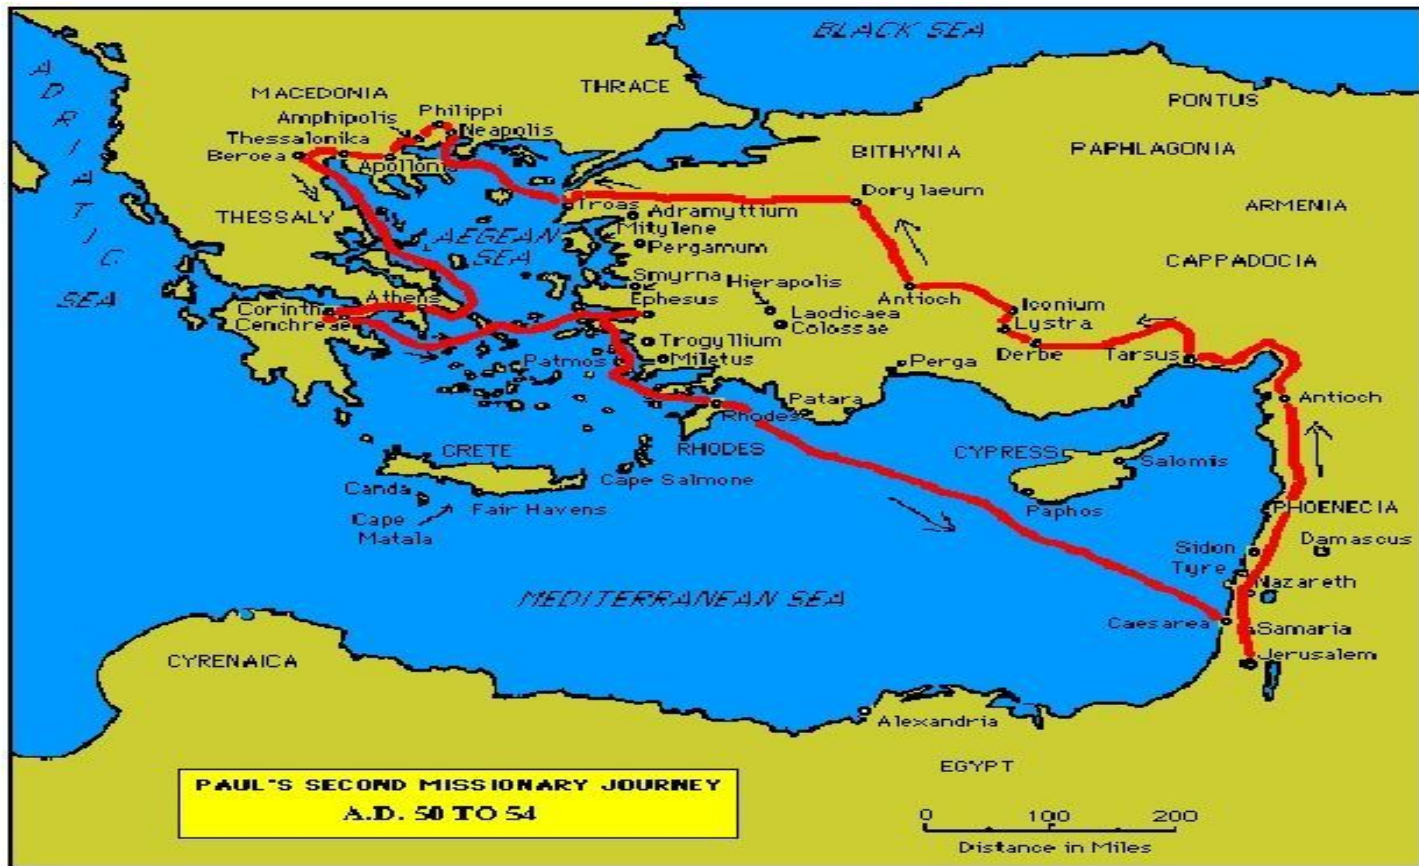 BLACK SEA
ADRIATIC
SEA
MACEDONIA
THRACE
PONTUS
Amphipolis
Philippi
Neapolis
Thessalonika
Beroea
Apollonia
BITHYNIA
PAPHLAGONIA
Dorylaeum
ARMENIA
THESSALY
Troas
Adramyttium
Mitylene
Pergamum
AEGEAN
SEA
CAPPADOCIA
Smyrna
Hierapolis
Antioch
Ephesus
Iconium
Laodicaea
Lystra
Colossae
Athens
Corinth
Cenchreae
Trogyllium
Derbe
Tarsus
Miletus
Perga
Patmos
Patara
Antioch
Rhodes
CRETE
RHODES
CYPRESS
Salomis
Cape Salmone
Canda
Fair Havens
Paphos
PHOENECIA
Cape
Matala
Sidon
Damascus
Tyre
Nazareth
MEDITERRANEAN SEA
Caesarea
Samaria
Jerusalem
CYRENAICA
Alexandria
EGYPT
PAUL'S SECOND MISSIONARY JOURNEY
A.D. 50 TO 54
0 100 200
Distance in Miles